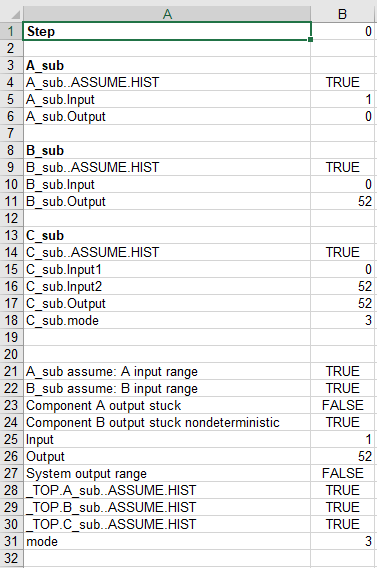 A B
1 Step 0
2
3 A_sub
4 A_sub..ASSUME.HIST TRUE
5 A_sub.Input 1
6 A_sub.Output 0
7
8 B_sub
9 B_sub..ASSUME.HIST TRUE
10 B_sub.Input 0
11 B_sub.Output 52
12
13 C_sub
14 C_sub..ASSUME.HIST TRUE
15 C_sub.Input1 0
16 C_sub.Input2 52
17 C_sub.Output 52
18 C_sub.mode 3
19
20
21 A_sub assume: A input range TRUE
22 B_sub assume: B input range TRUE
23 Component A output stuck FALSE
24 Component B output stuck nondeterministic TRUE
25 Input 1
26 Output 52
27 System output range FALSE
28 _TOP.A_sub..ASSUME.HIST TRUE
29 _TOP.B_sub..ASSUME.HIST TRUE
30 _TOP.C_sub..ASSUME.HIST TRUE
31 mode 3
32